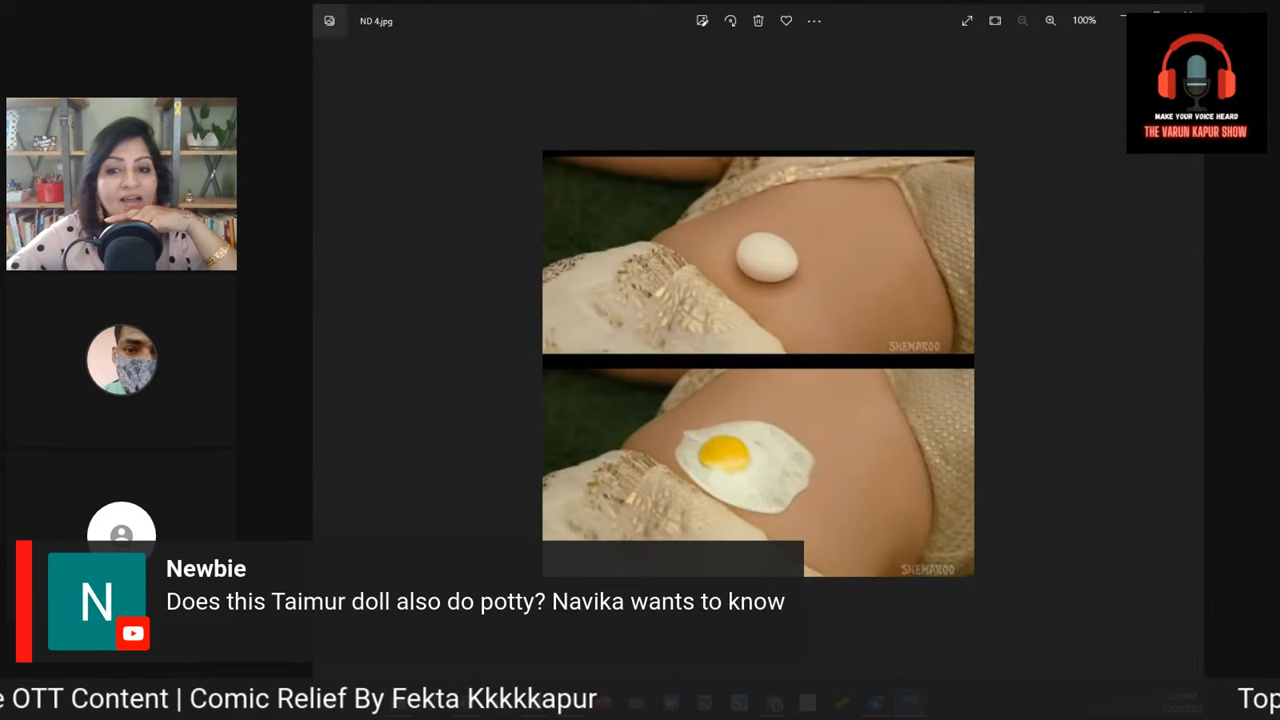 ND 4.jpg
100%
MAKE YOUR VOICE HEARD
THE VARUN KAPUR SHOW
SHEMAROO
SHEMAROO
N
Newbie
Does this Taimur doll also do potty? Navika wants to know
e OTT Content | Comic Relief By Fekta Kkkkkapur
Top